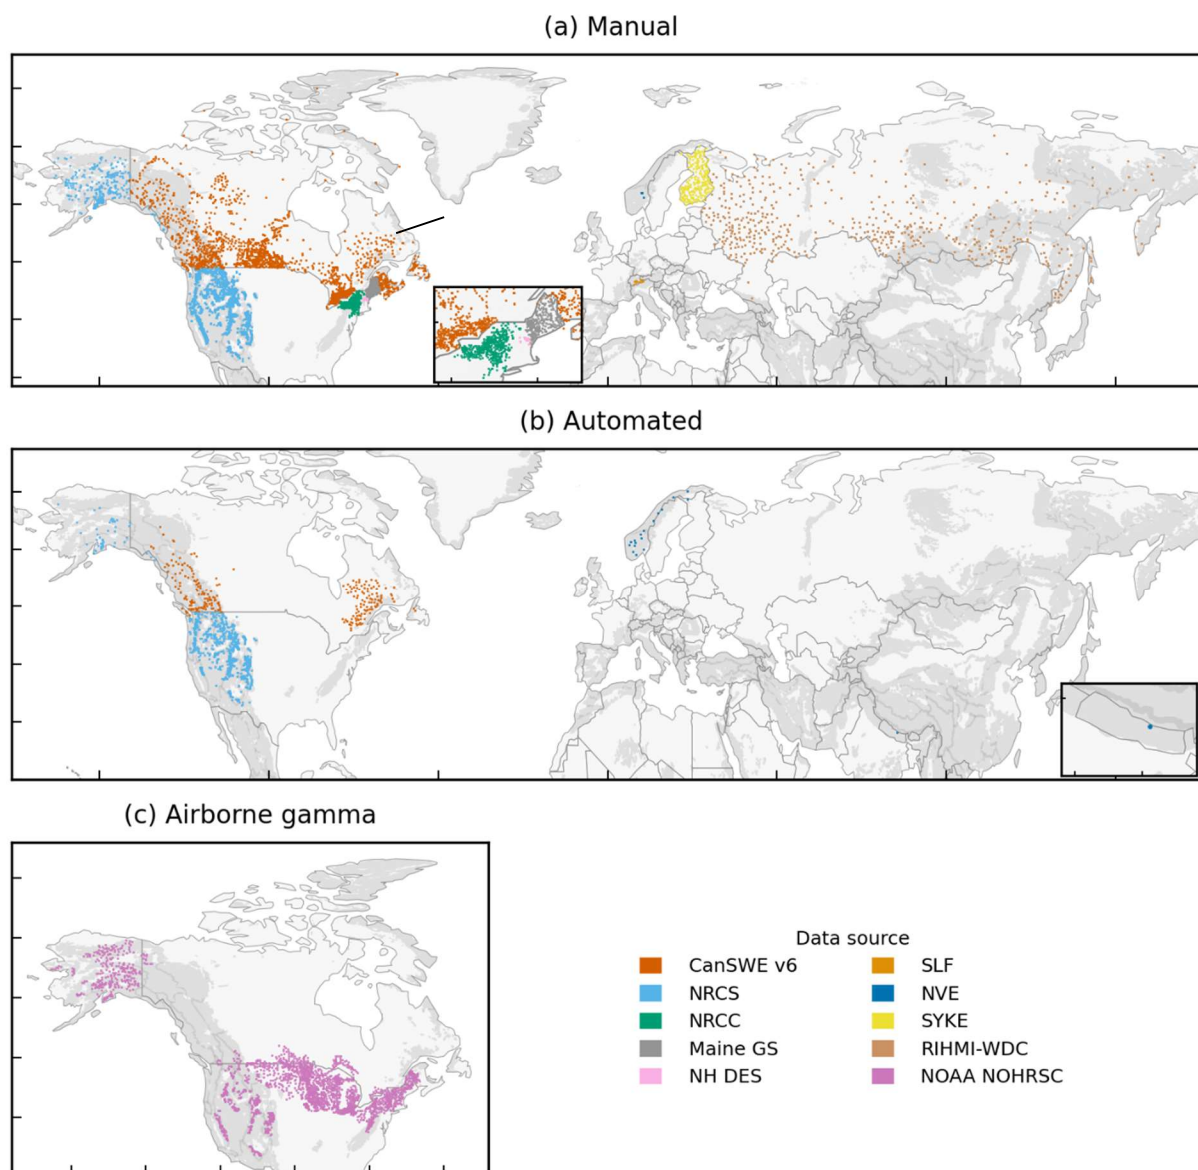 (a) Manual
(b) Automated
(c) Airborne gamma
Data source
CanSWE v6
NRCS
NRCC
Maine GS
NH DES
SLF
NVE
SYKE
RIHMI-WDC
NOAA NOHRSC